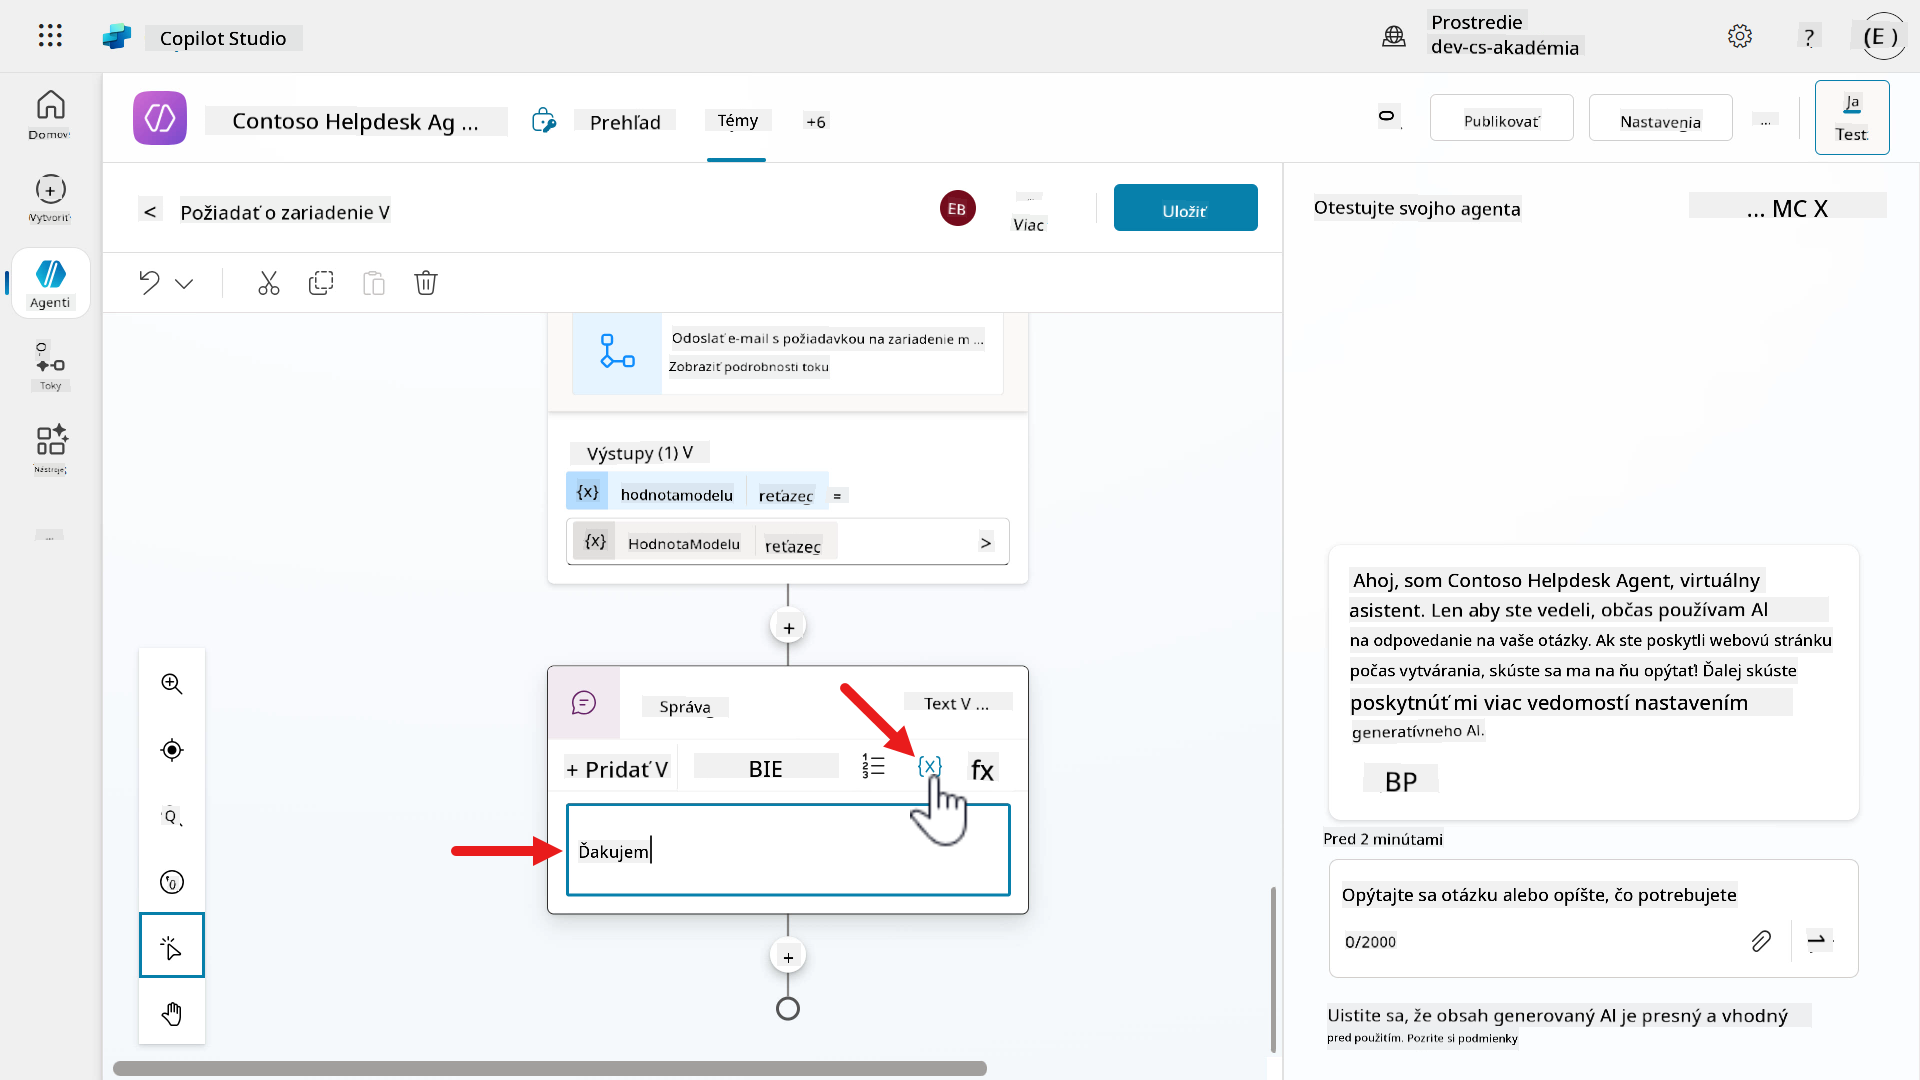 Copilot Studio
Prostredie
dev-cs-akadémia
?
(E )
Domov
Vytvoriť
Agenti
Toky
Nástroje
...
Contoso Helpdesk Ag ...
Prehľad
Témy
+6
Publikovať
Nastavenia
...
Ja
Test
< Požiadať o zariadenie V
EB
...
Viac
Uložiť
Odoslať e-mail s požiadavkou na zariadenie m ...
Zobraziť podrobnosti toku
Výstupy (1) V
{x} hodnotamodelu reťazec =
{x} HodnotaModelu reťazec >
+
Správa
Text V ...
+ Pridať V
BIE
{x}
fx
Ďakujem
+
Otestujte svojho agenta
... MC X
Ahoj, som Contoso Helpdesk Agent, virtuálny
asistent. Len aby ste vedeli, občas používam AI
na odpovedanie na vaše otázky. Ak ste poskytli webovú stránku
počas vytvárania, skúste sa ma na ňu opýtať! Ďalej skúste
poskytnúť mi viac vedomostí nastavením
generatívneho AI.
BP
Pred 2 minútami
Opýtajte sa otázku alebo opíšte, čo potrebujete
0/2000
Uistite sa, že obsah generovaný AI je presný a vhodný
pred použitím. Pozrite si podmienky